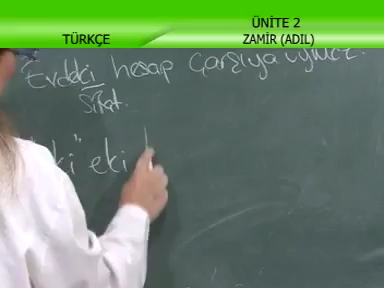 ÜNİTE 2
TÜRKÇE
ZAMİR (ADIL)
Evdeki hesap çarşıya uymaz.
sıfat.
ki" eki